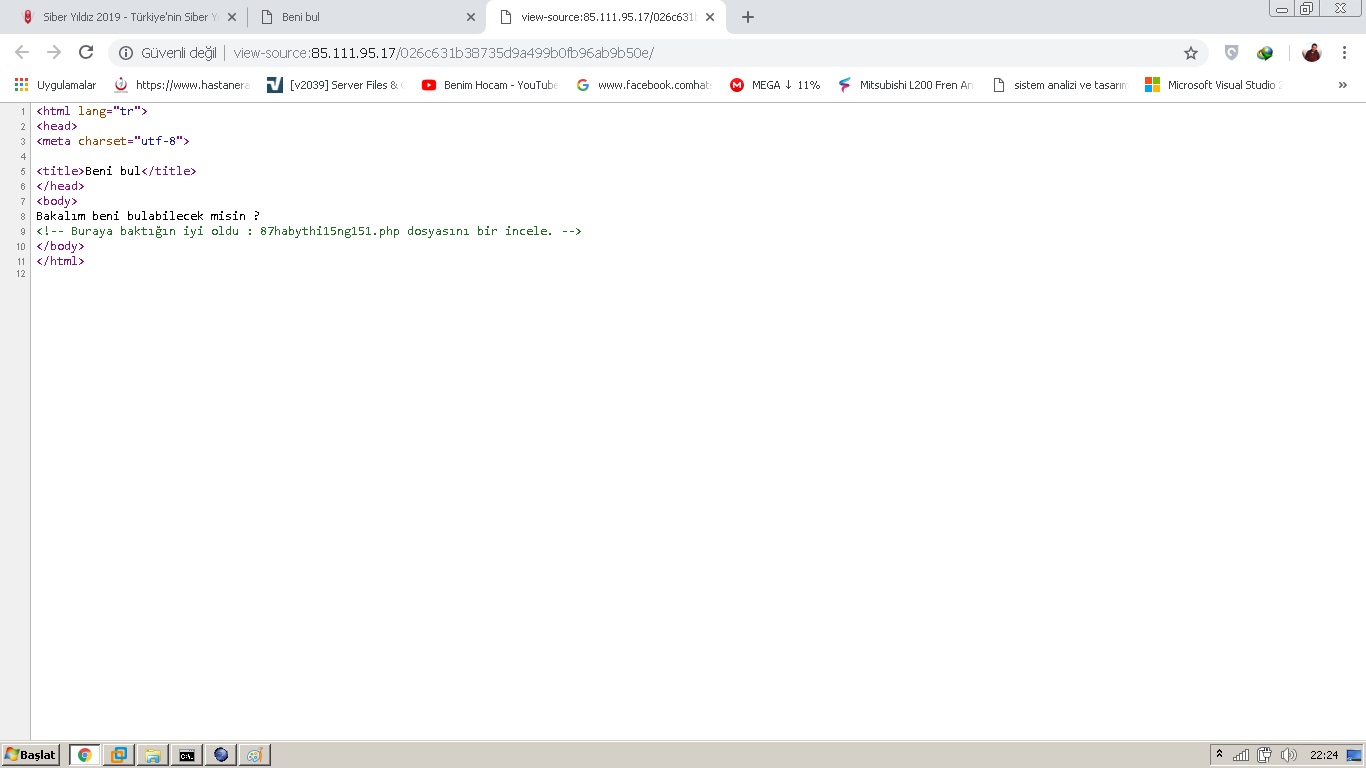 Siber Yıldız 2019 - Türkiye'nin Siber Y
Beni bul
view-source:85.111.95.17/026c631
Güvenli değil | view-source:85.111.95.17/026c631b38735d9a499b0fb96ab9b50e/
Uygulamalar
https://www.hastanera
[v2039] Server Files &
Benim Hocam - YouTube
www.facebook.comhat
MEGA ↓ 11%
Mitsubishi L200 Fren An
sistem analizi ve tasarım
Microsoft Visual Studio
»
1 <html lang="tr">
2 <head>
3 <meta charset="utf-8">
4
5 <title>Beni bul</title>
6 </head>
7 <body>
8 Bakalım beni bulabilecek misin ?
9 <!-- Buraya baktığın iyi oldu : 87habythi15ng151.php dosyasını bir incele. -->
10 </body>
11 </html>
12
Başlat
22:24